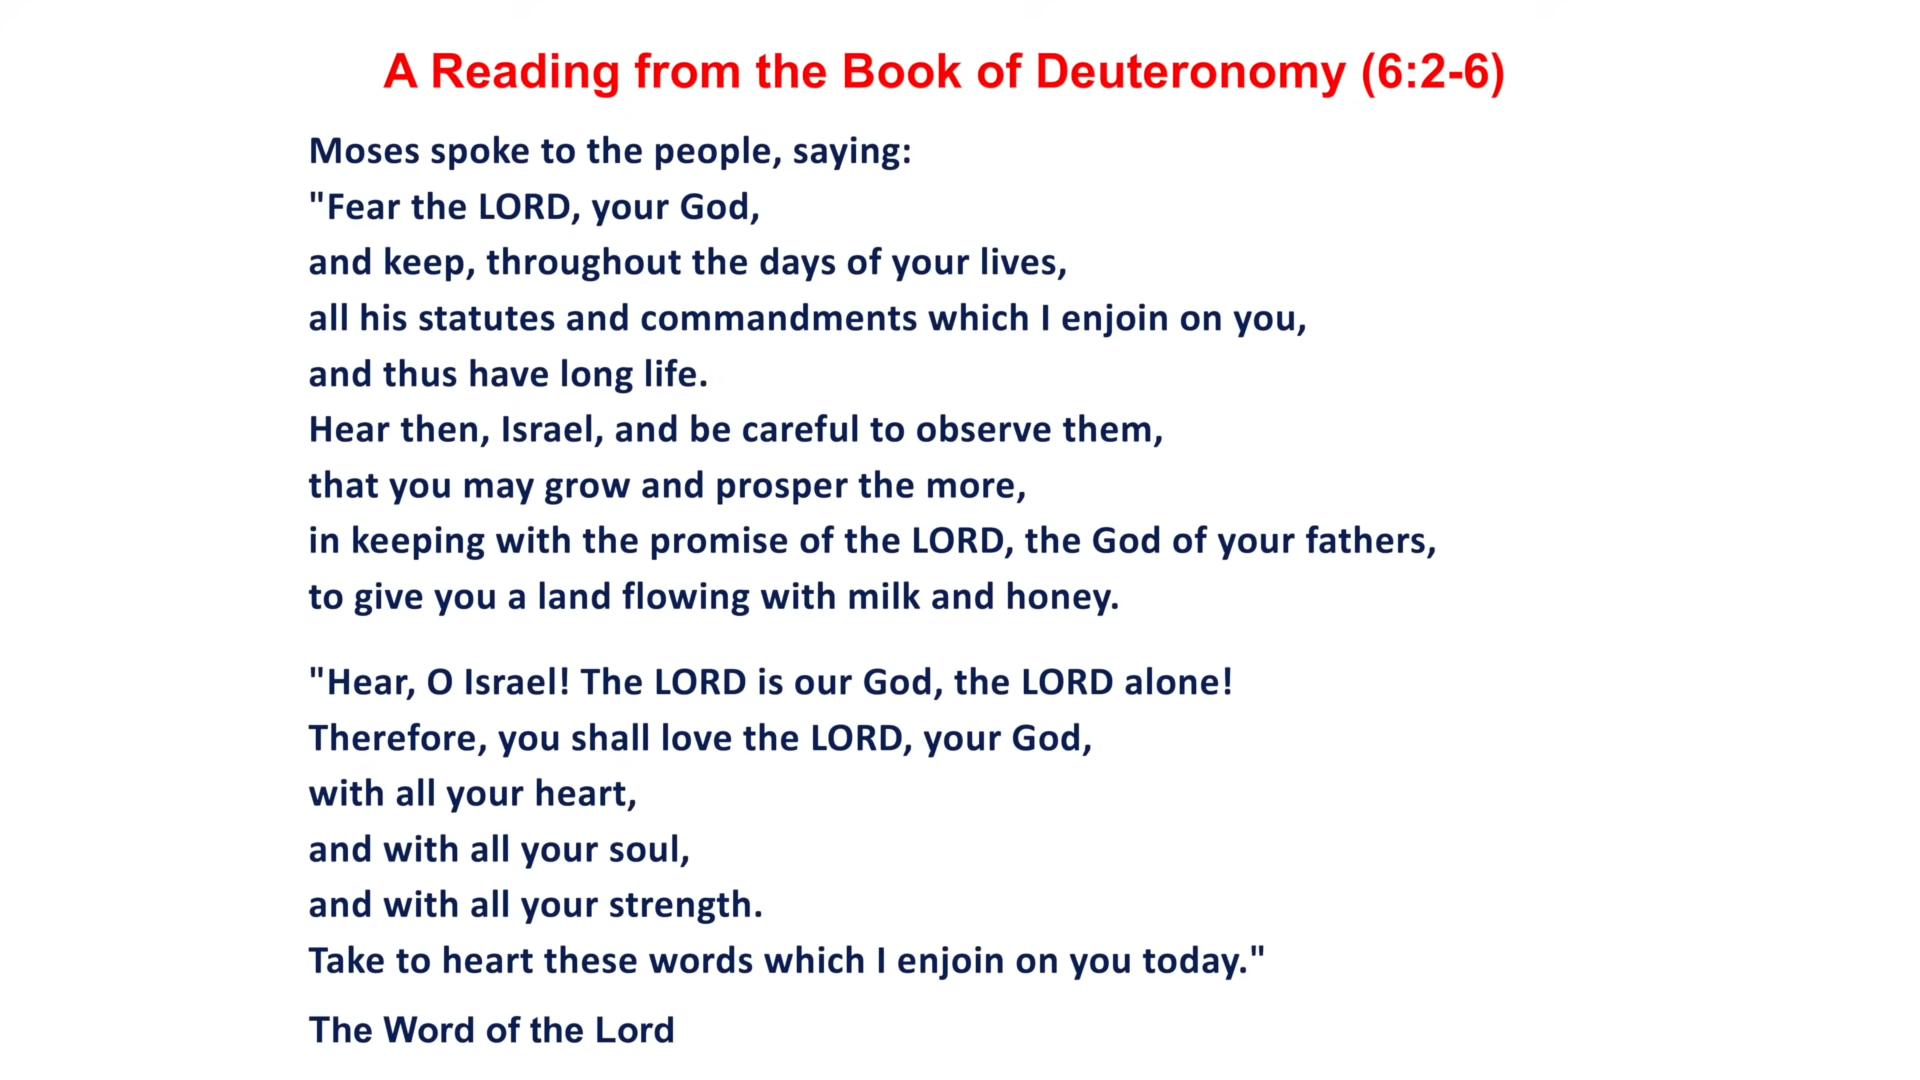 A Reading from the Book of Deuteronomy (6:2-6)
Moses spoke to the people, saying:
"Fear the LORD, your God,
and keep, throughout the days of your lives,
all his statutes and commandments which I enjoin on you,
and thus have long life.
Hear then, Israel, and be careful to observe them,
that you may grow and prosper the more,
in keeping with the promise of the LORD, the God of your fathers,
to give you a land flowing with milk and honey.
"Hear, O Israel! The LORD is our God, the LORD alone!
Therefore, you shall love the LORD, your God,
with all your heart,
and with all your soul,
and with all your strength.
Take to heart these words which I enjoin on you today."
The Word of the Lord